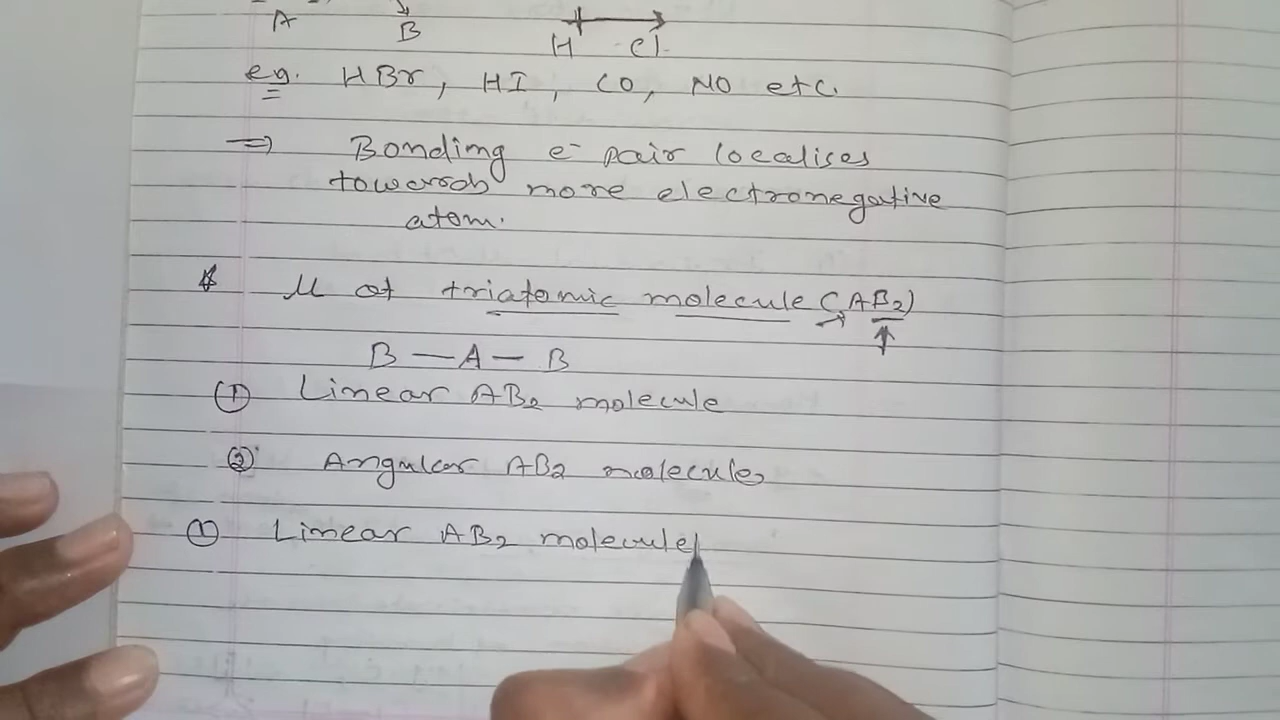 A B H Cl
eg. HBr, HI, CO, NO etc.
⇒ Bonding e⁻ pair localises
towards more electronegative
atom.
* μ of triatomic molecule (AB₂)
B — A — B
① Linear AB₂ molecule
② Angular AB₂ molecules
① Linear AB₂ molecule